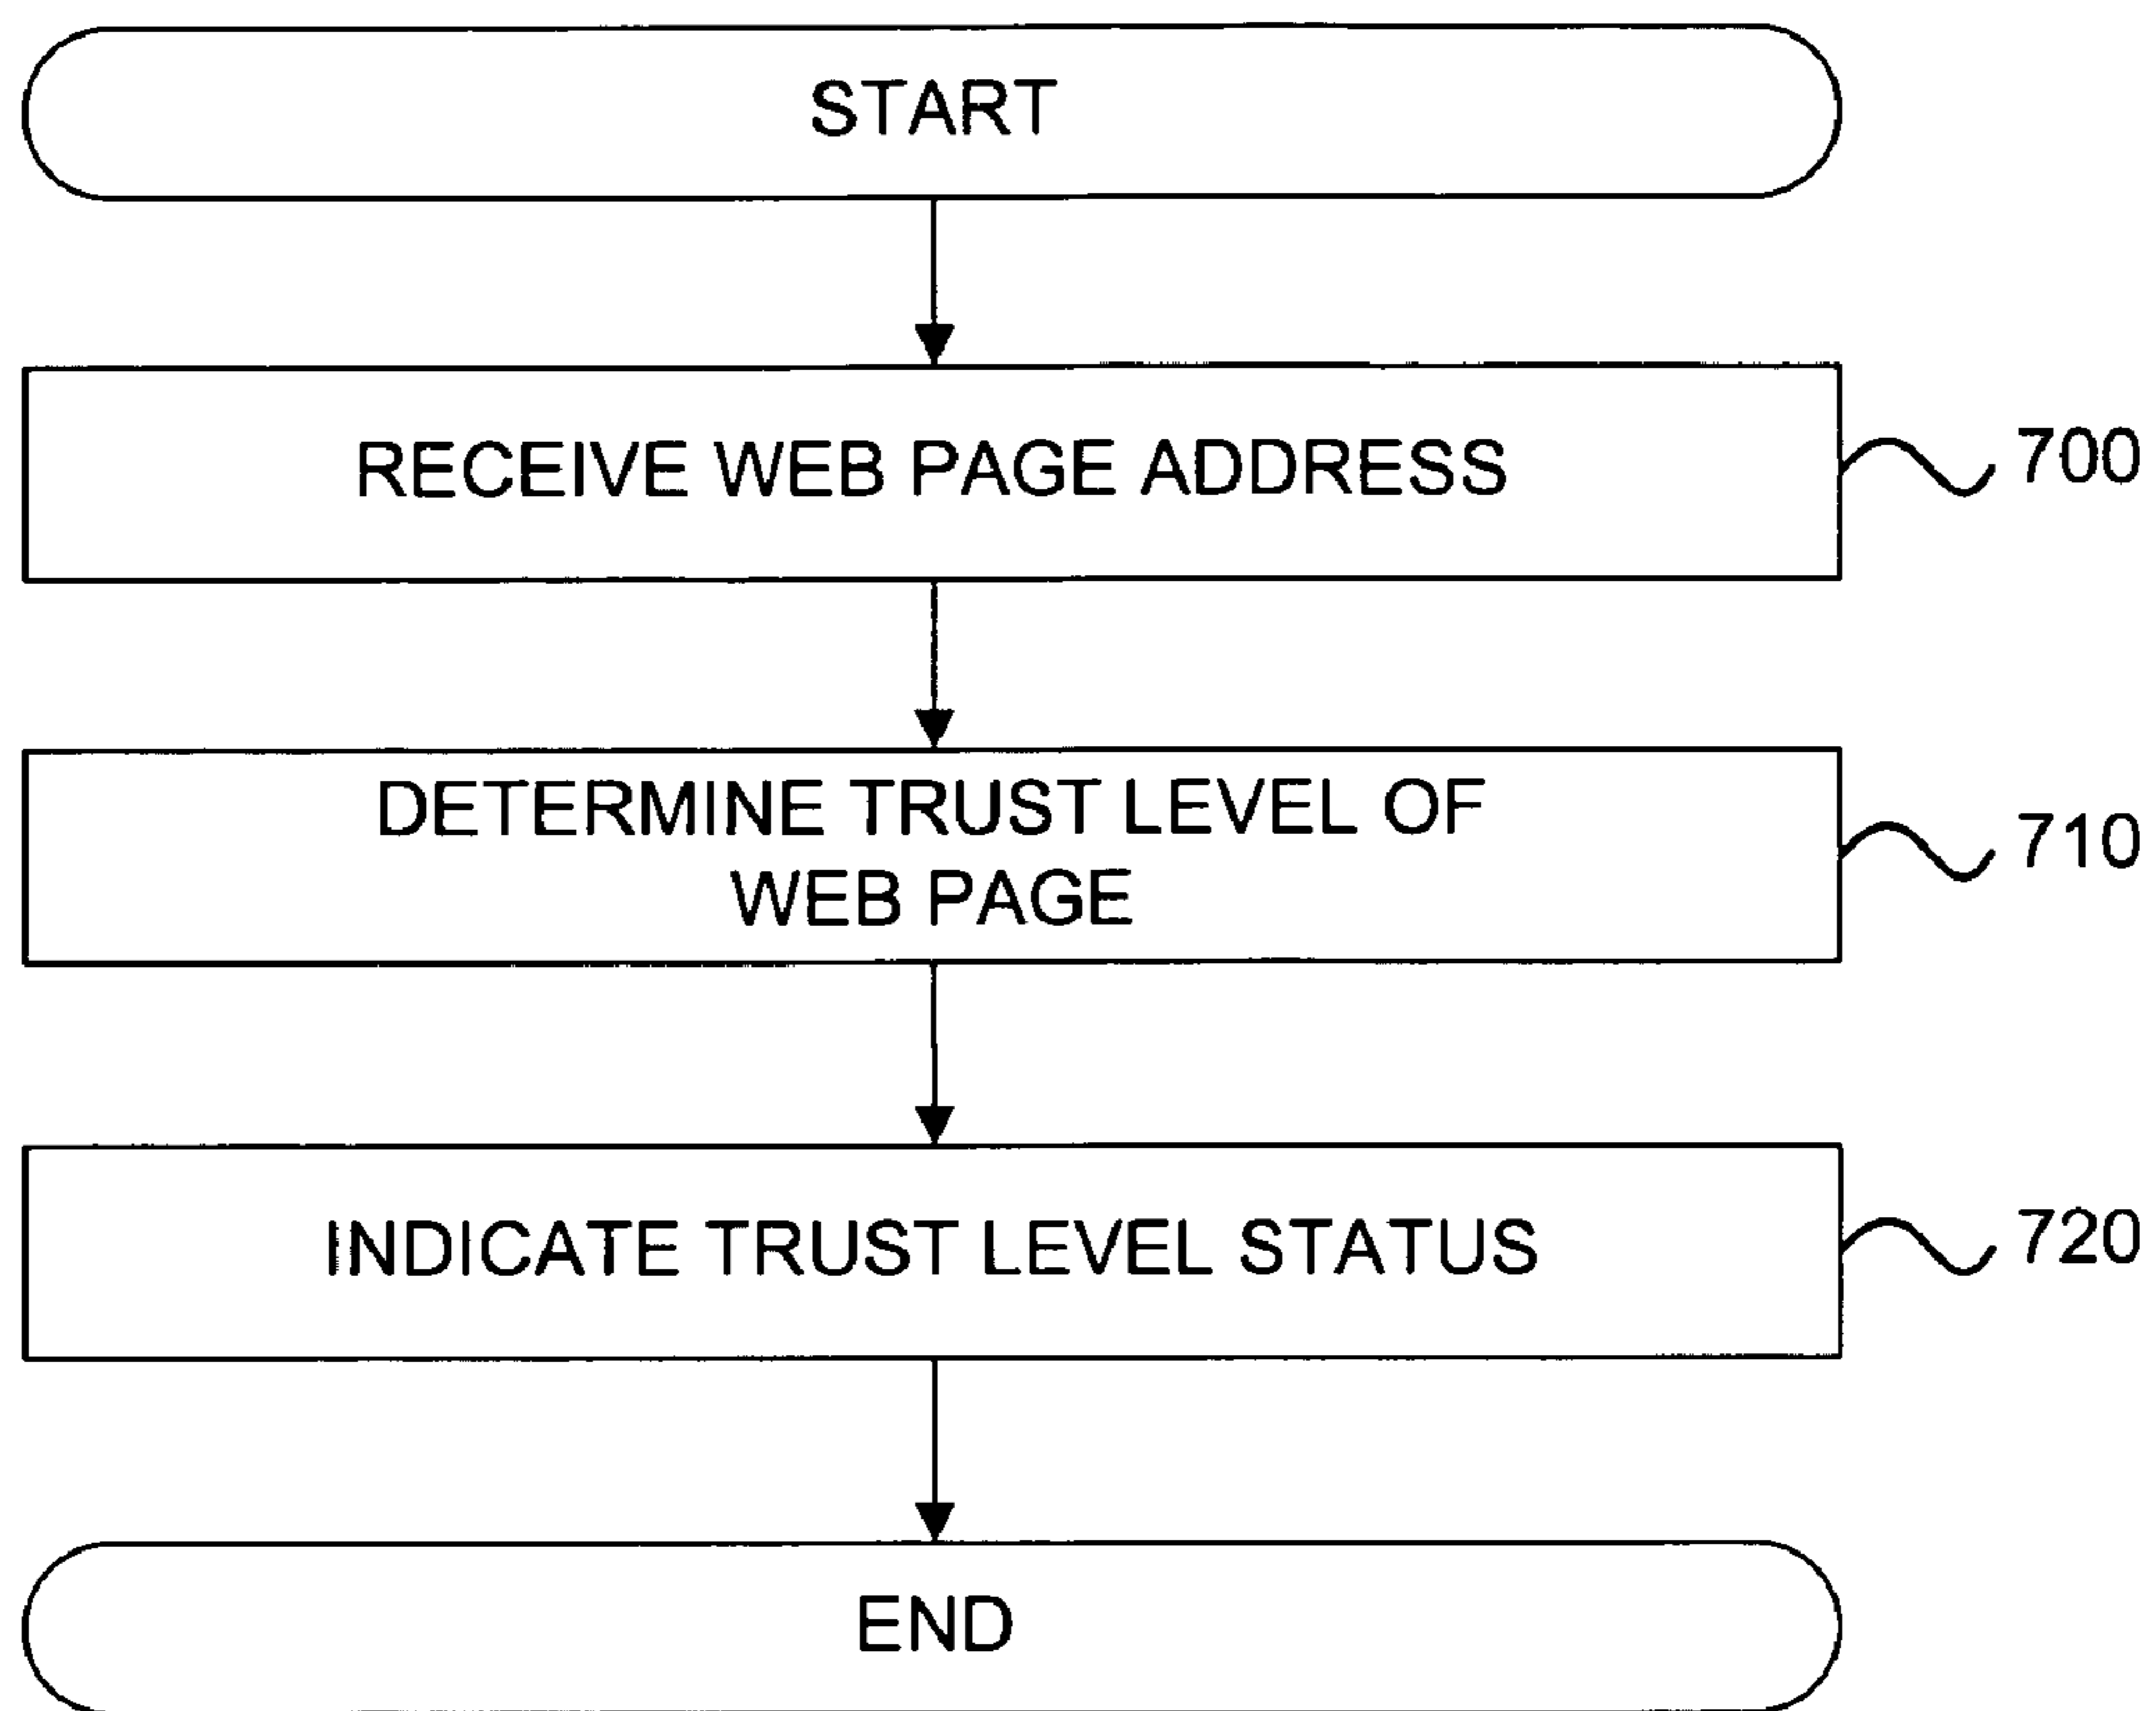 START
RECEIVE WEB PAGE ADDRESS
700
DETERMINE TRUST LEVEL OF
WEB PAGE
710
INDICATE TRUST LEVEL STATUS
720
END